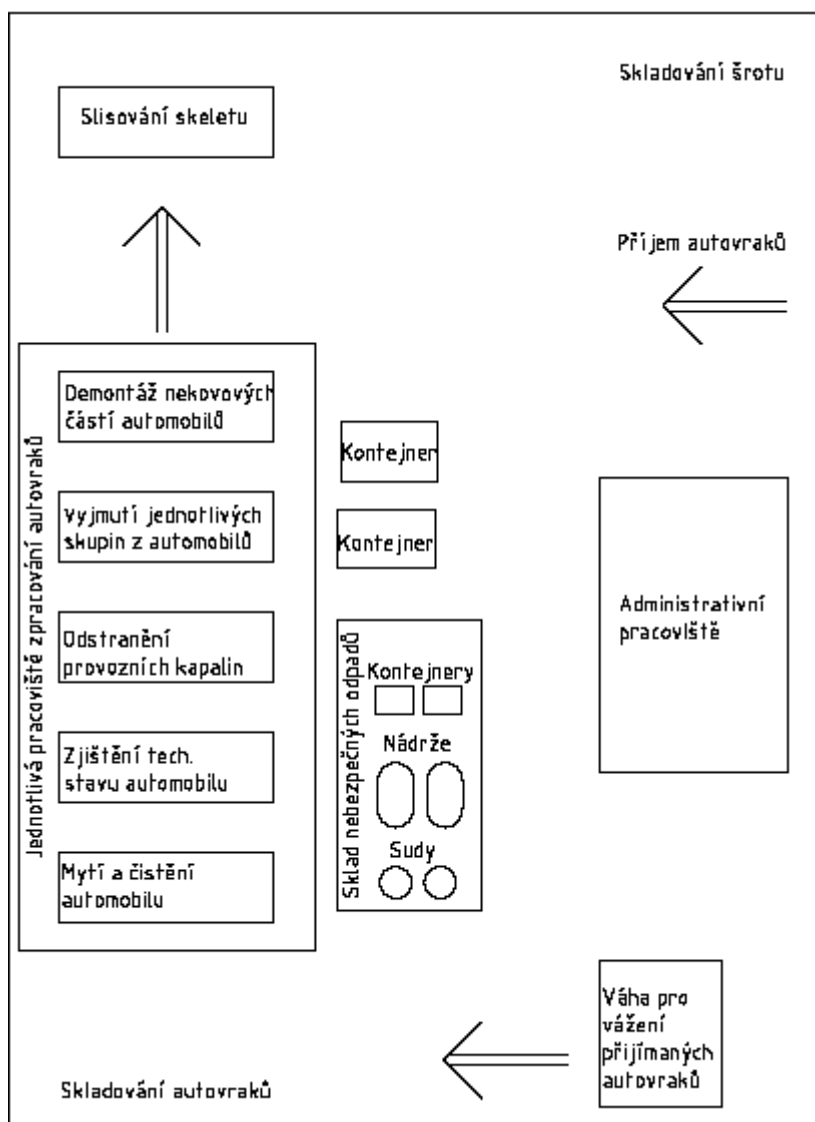 Slisování skeletu
Skladování šrotu
Příjem autovraků
Jednotlivá pracoviště zpracování autovraků
Demontáž nekovových
částí automobilů
Vyjmutí jednotlivých
skupin z automobilů
Odstranění
provozních kapalin
Zjištění tech.
stavu automobilu
Mytí a čistění
automobilu
Kontejner
Kontejner
Sklad nebezpečných odpadů
Kontejnery
Nádrže
Sudy
Administrativní
pracoviště
Váha pro
vážení
přijímaných
autovraků
Skladování autovraků